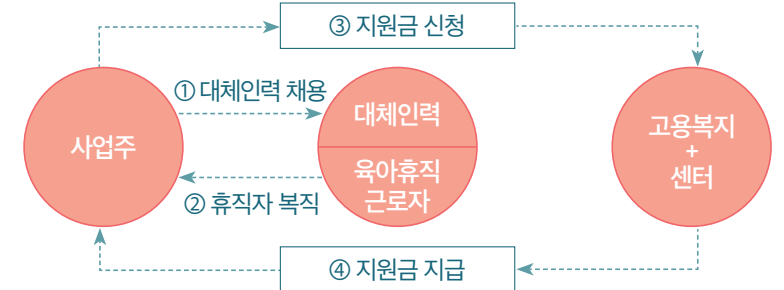 ③ 지원금 신청
① 대체인력 채용
사업주
대체인력
육아휴직
근로자
고용복지
+
센터
② 휴직자 복직
④ 지원금 지급